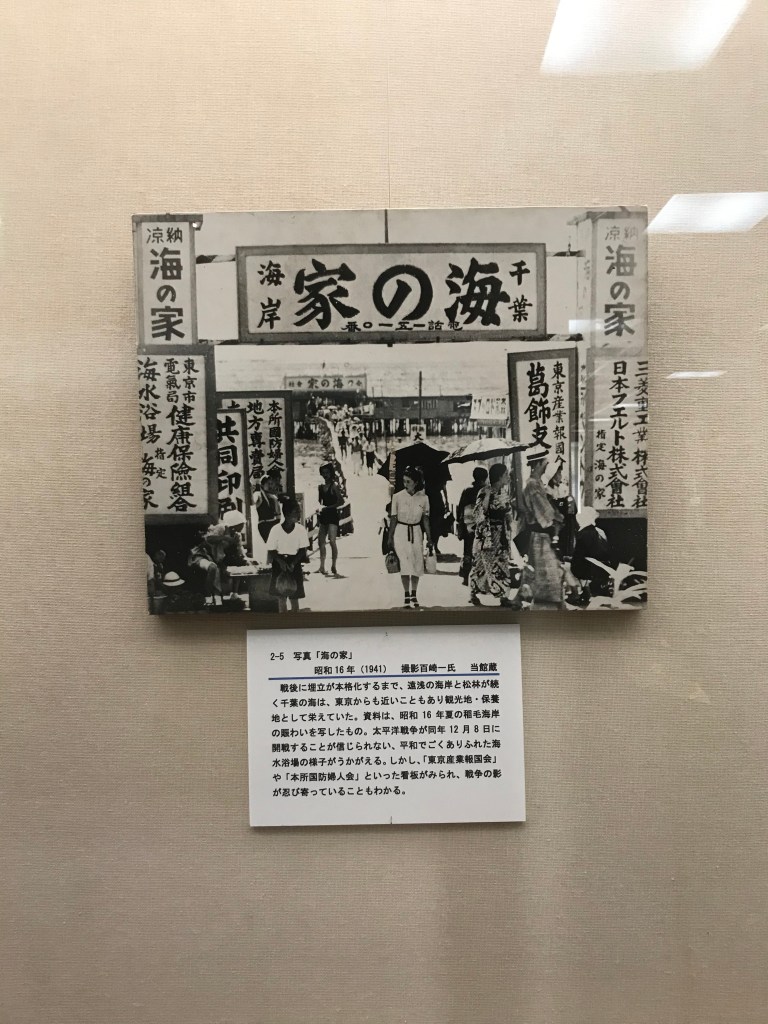 納涼
海の家
千葉
海の家
海岸
電話一五一〇番
納涼
海の家
東京市
電氣局
健康保險組合
指定
海水浴場
海の家
本所國防婦人會
地方専賣局
共同印刷
海の家
東京産業報國会
葛飾支
三菱重工業株式會社
日本フエルト株式會社
指定 海の家
2-5 写真「海の家」
昭和16年（1941） 撮影百崎一氏 当館蔵
戦後に埋立が本格化するまで、遠浅の海岸と松林が続
く千葉の海は、東京からも近いこともあり観光地・保養
地として栄えていた。資料は、昭和 16 年夏の稲毛海岸
の賑わいを写したもの。太平洋戦争が同年 12 月 8 日に
開戦することが信じられない、平和でごくありふれた海
水浴場の様子がうかがえる。しかし、「東京産業報国会」
や「本所国防婦人会」といった看板がみられ、戦争の影
が忍び寄っていることもわかる。